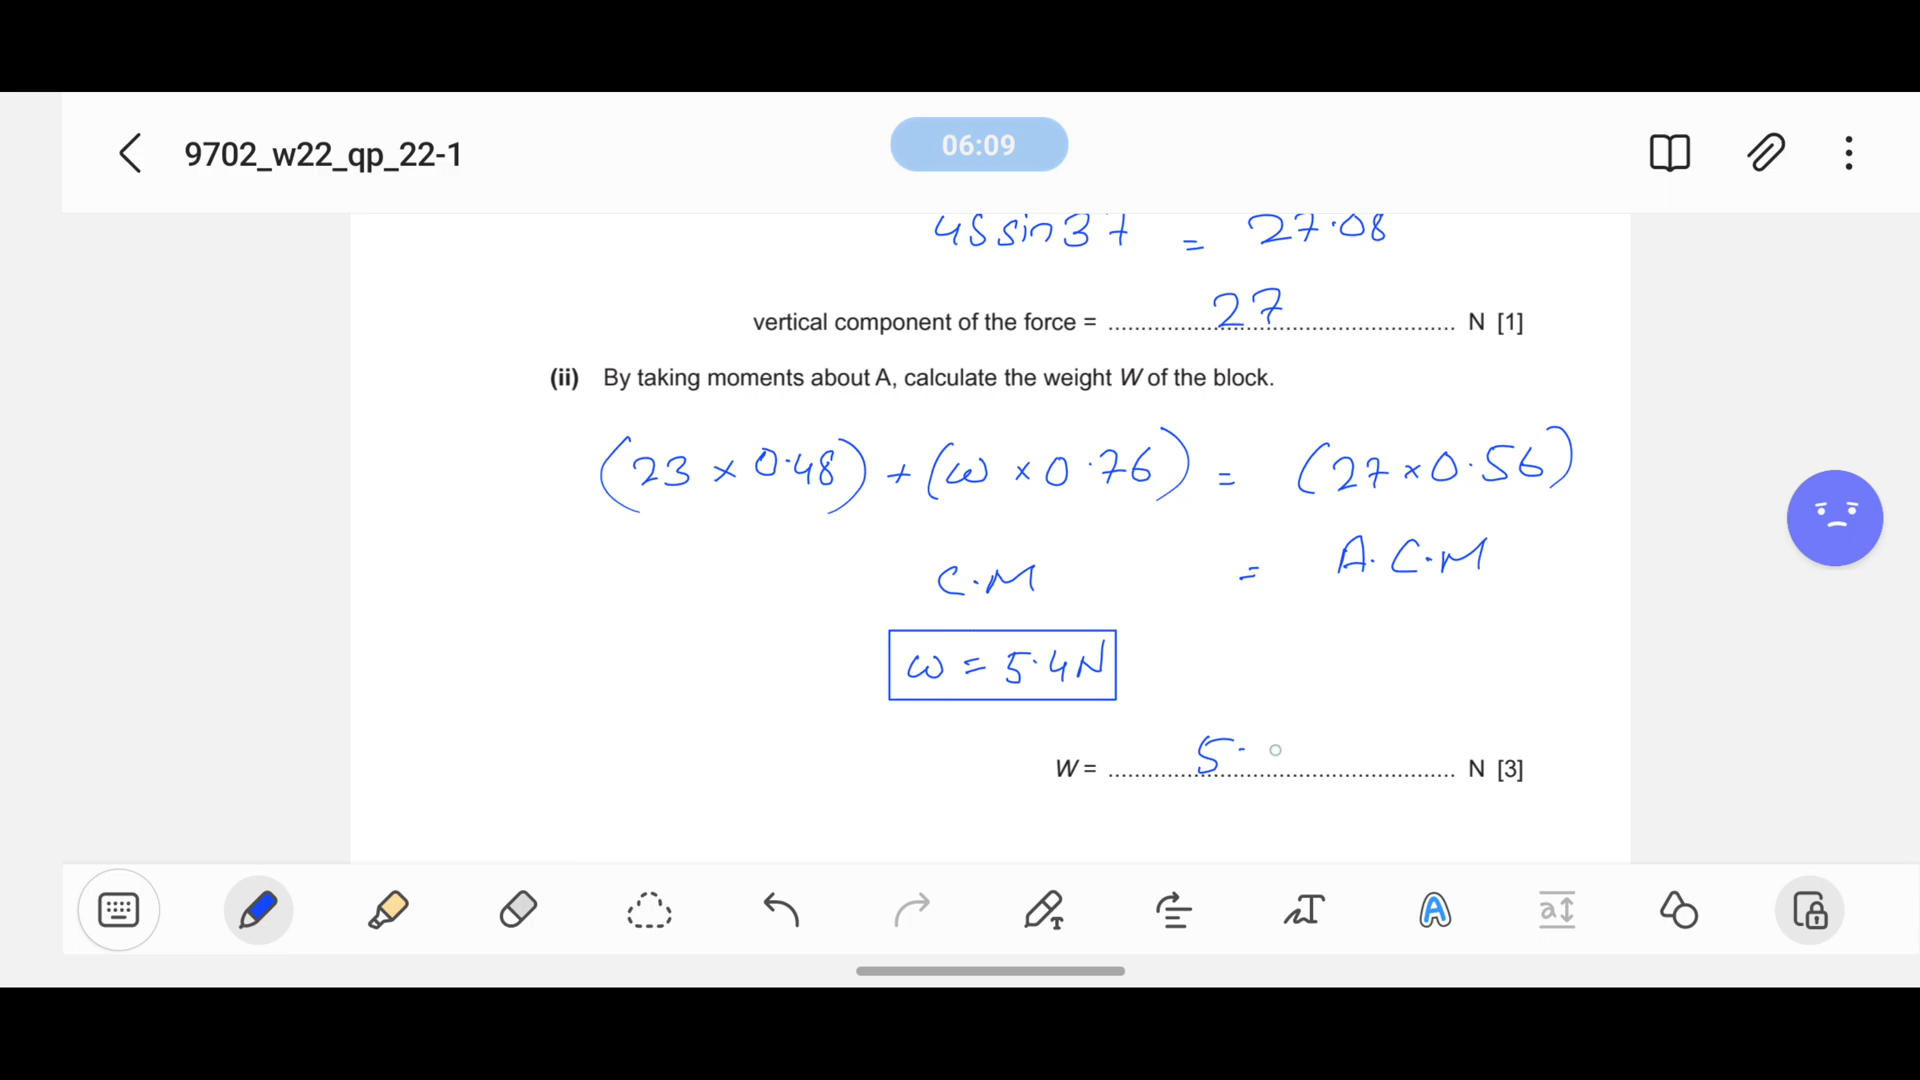 9702_w22_qp_22-1
06:09
45 sin 37 = 27.08
27
vertical component of the force = ........................ N [1]
(ii) By taking moments about A, calculate the weight W of the block.
(23 × 0.48) + (ω × 0.76) = (27 × 0.56)
C.M = A.C.M
ω = 5.4N
5.
W = ........................ N [3]